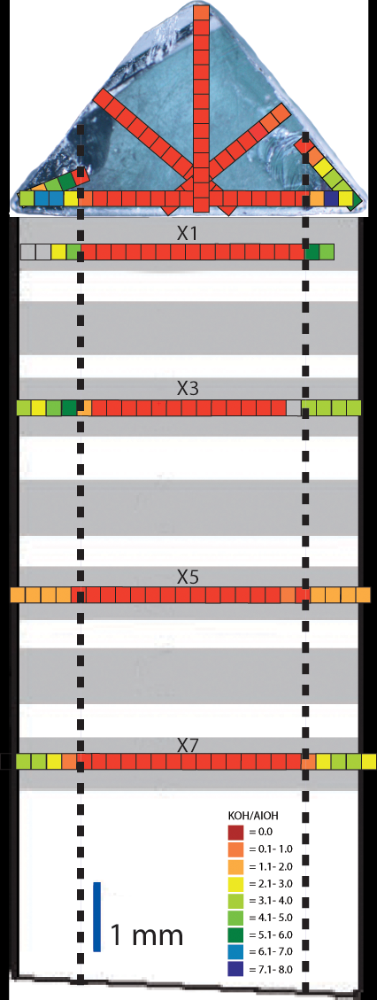 X1
X3
X5
X7
KOH/AlOH
= 0.0
= 0.1- 1.0
= 1.1- 2.0
= 2.1- 3.0
= 3.1- 4.0
= 4.1- 5.0
= 5.1- 6.0
= 6.1- 7.0
= 7.1- 8.0
1 mm